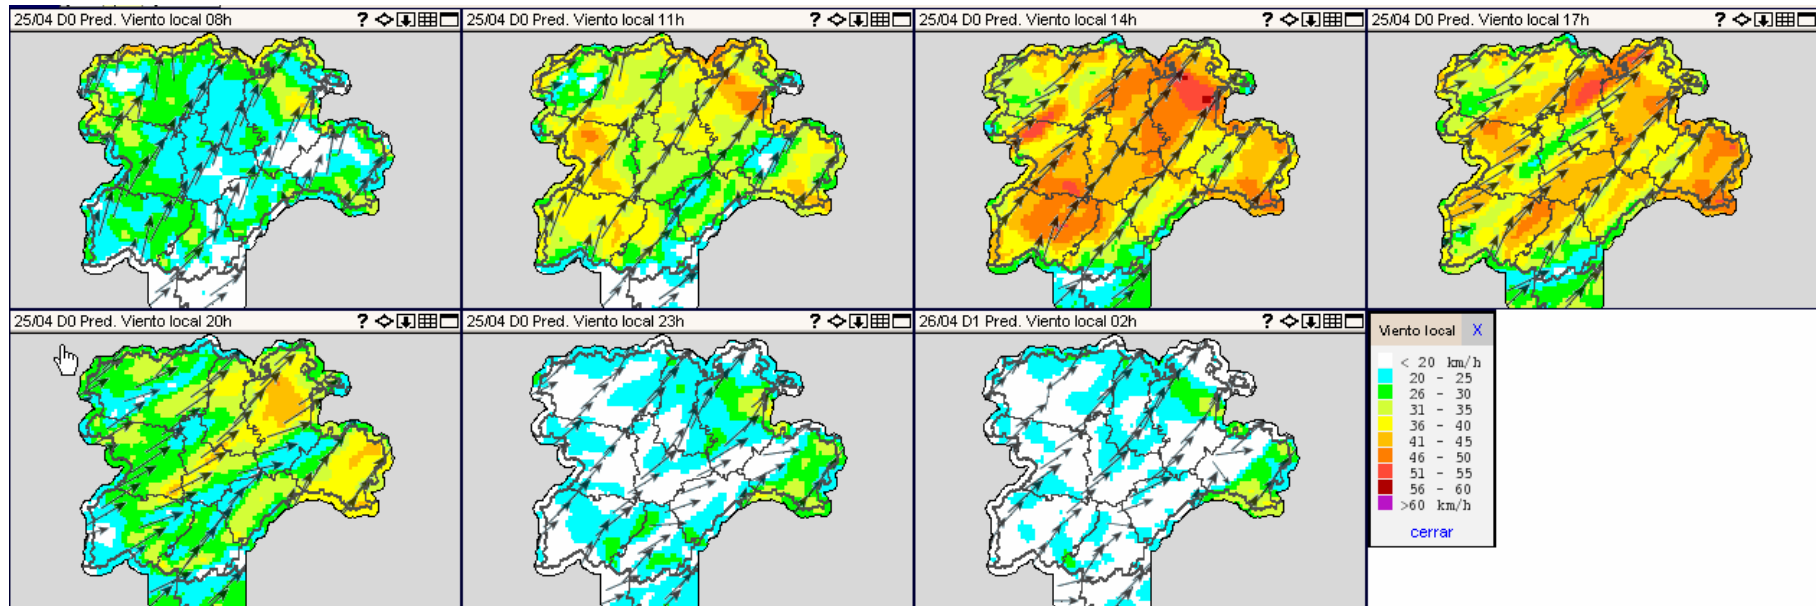 25/04 D0 Pred. Viento local 08h ?
25/04 D0 Pred. Viento local 11h ?
25/04 D0 Pred. Viento local 14h ?
25/04 D0 Pred. Viento local 17h ?
25/04 D0 Pred. Viento local 20h ?
25/04 D0 Pred. Viento local 23h ?
26/04 D1 Pred. Viento local 02h ?
Viento local X
< 20 km/h
20 - 25
26 - 30
31 - 35
36 - 40
41 - 45
46 - 50
51 - 55
56 - 60
>60 km/h
cerrar